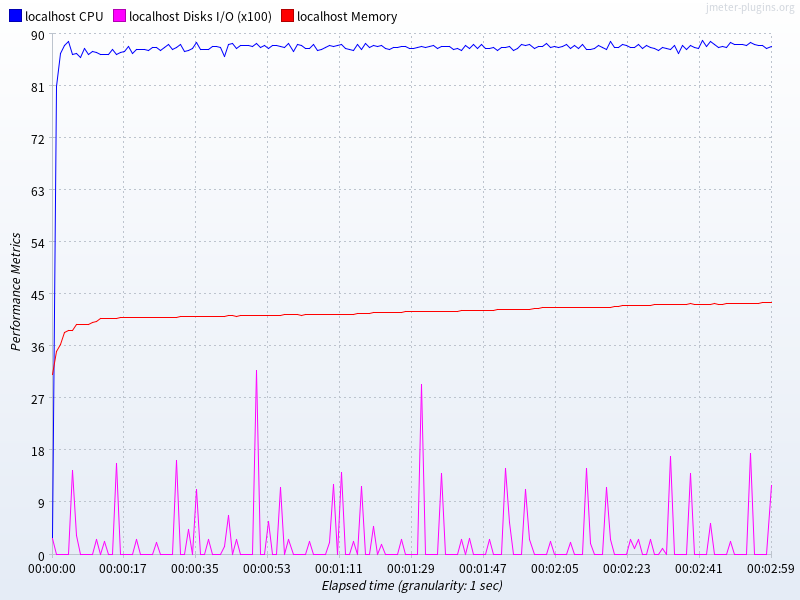 localhost CPU localhost Disks I/O (x100) localhost Memory
jmeter-plugins.org
90
81
72
63
54
45
36
27
18
9
0
Performance Metrics
00:00:00 00:00:17 00:00:35 00:00:53 00:01:11 00:01:29 00:01:47 00:02:05 00:02:23 00:02:41 00:02:59
Elapsed time (granularity: 1 sec)